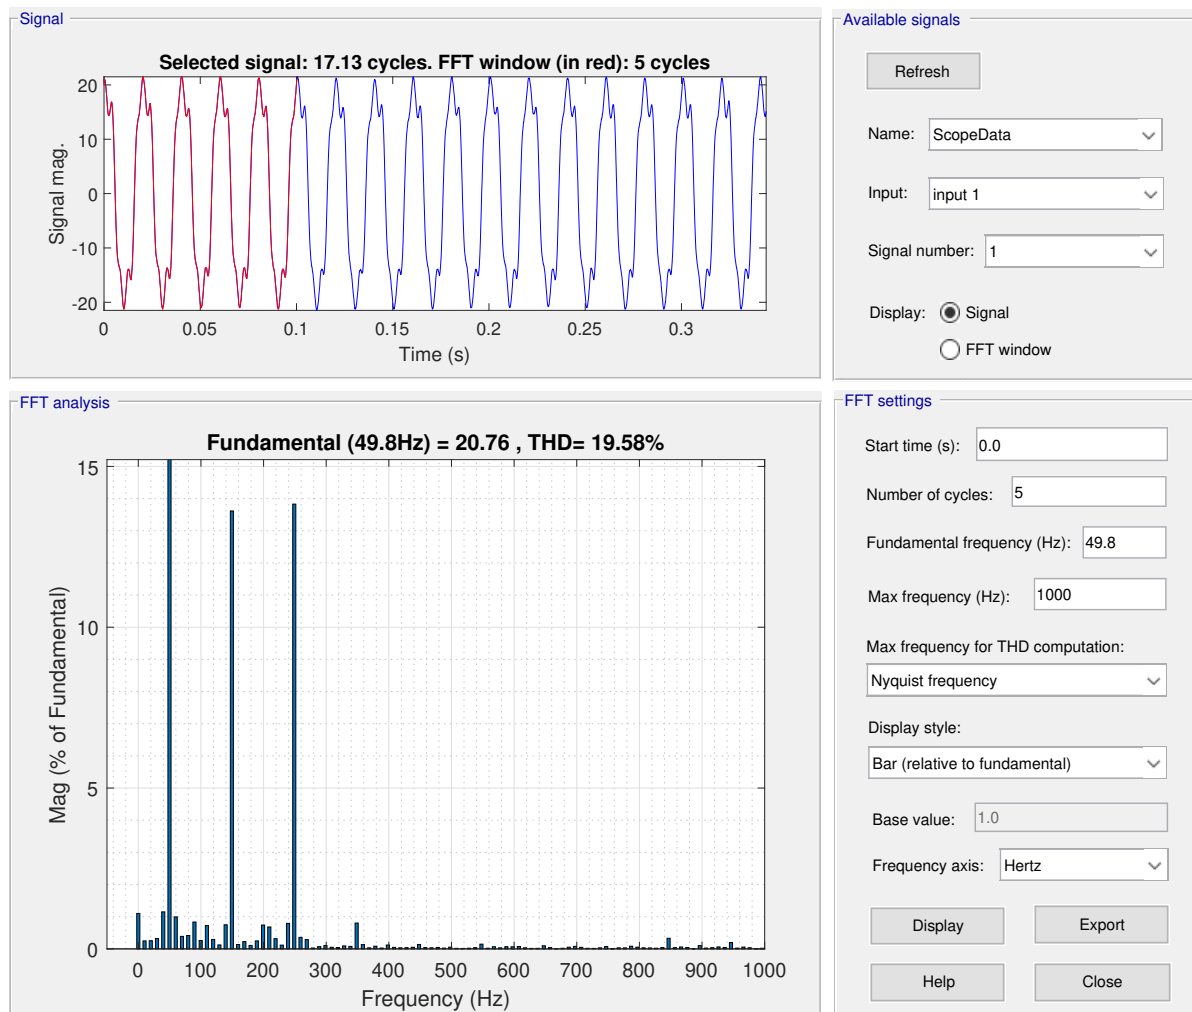 Signal
Selected signal: 17.13 cycles. FFT window (in red): 5 cycles
20
10
0
-10
-20
Signal mag.
0 0.05 0.1 0.15 0.2 0.25 0.3
Time (s)
Available signals
Refresh
Name: ScopeData
Input: input 1
Signal number: 1
Display: Signal
FFT window
FFT analysis
Fundamental (49.8Hz) = 20.76 , THD= 19.58%
15
10
5
0
Mag (% of Fundamental)
0 100 200 300 400 500 600 700 800 900 1000
Frequency (Hz)
FFT settings
Start time (s): 0.0
Number of cycles: 5
Fundamental frequency (Hz): 49.8
Max frequency (Hz): 1000
Max frequency for THD computation:
Nyquist frequency
Display style:
Bar (relative to fundamental)
Base value: 1.0
Frequency axis: Hertz
Display Export
Help Close